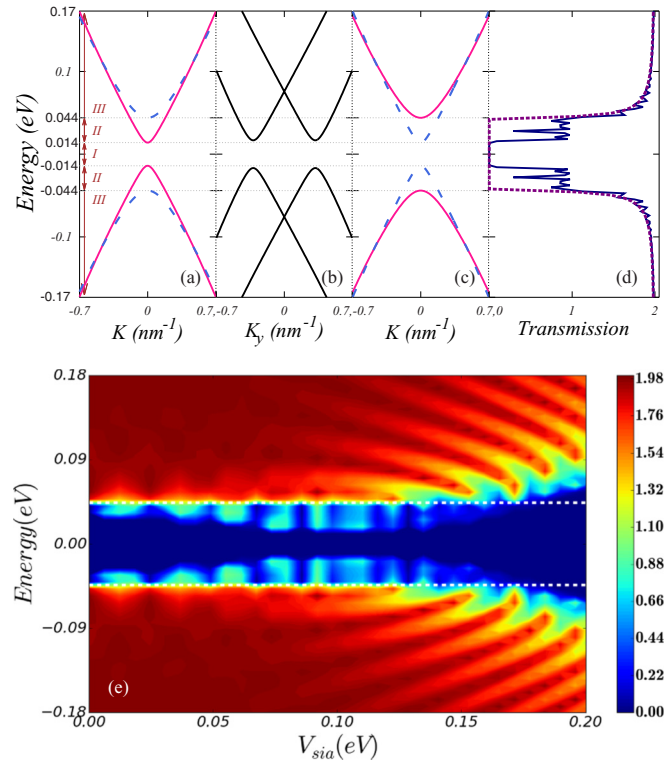 0.17
0.1
0.044
0.014
-0.014
-0.044
-0.1
-0.17
Energy (eV)
III
II
I
II
III
(a) (b) (c) (d)
-0.7 0 0.7,-0.7 0 0.7,-0.7 0 0.7,0 1 2
K (nm⁻¹) K_y (nm⁻¹) K (nm⁻¹) Transmission
0.18
0.09
0.00
−0.09
−0.18
Energy(eV)
(e)
0.00 0.05 0.10 0.15 0.20
V_sia(eV)
1.98
1.76
1.54
1.32
1.10
0.88
0.66
0.44
0.22
0.00